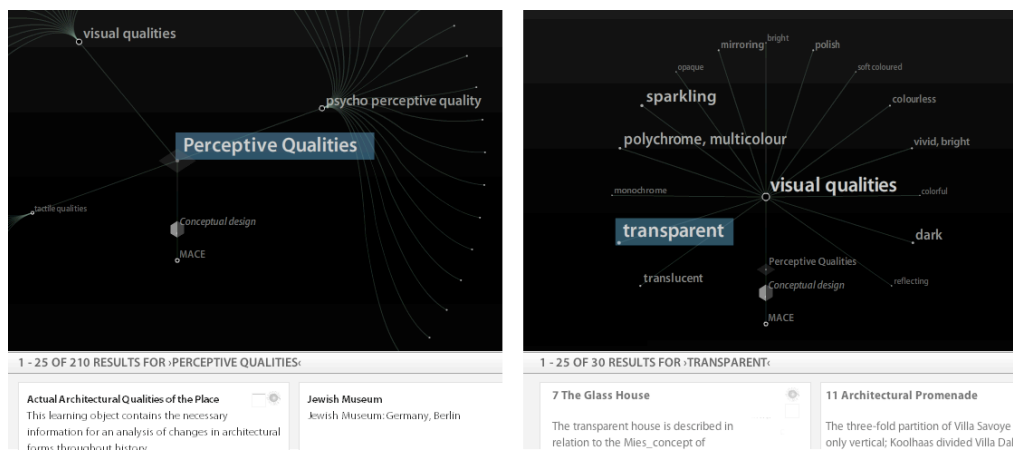 visual qualities
psycho perceptive quality
Perceptive Qualities
tactile qualities
Conceptual design
MACE
1 - 25 OF 210 RESULTS FOR ›PERCEPTIVE QUALITIES‹
Actual Architectural Qualities of the Place
This learning object contains the necessary
information for an analysis of changes in architectural
forms throughout history.
Jewish Museum
Jewish Museum: Germany, Berlin
bright
mirroring
polish
opaque
soft coloured
sparkling
colourless
polychrome, multicolour
vivid, bright
visual qualities
monochrome
colorful
transparent
dark
Perceptive Qualities
translucent
Conceptual design
reflecting
MACE
1 - 25 OF 30 RESULTS FOR ›TRANSPARENT‹
7 The Glass House
The transparent house is described in
relation to the Mies_concept of
11 Architectural Promenade
The three-fold partition of Villa Savoye
only vertical; Koolhaas divided Villa Dal